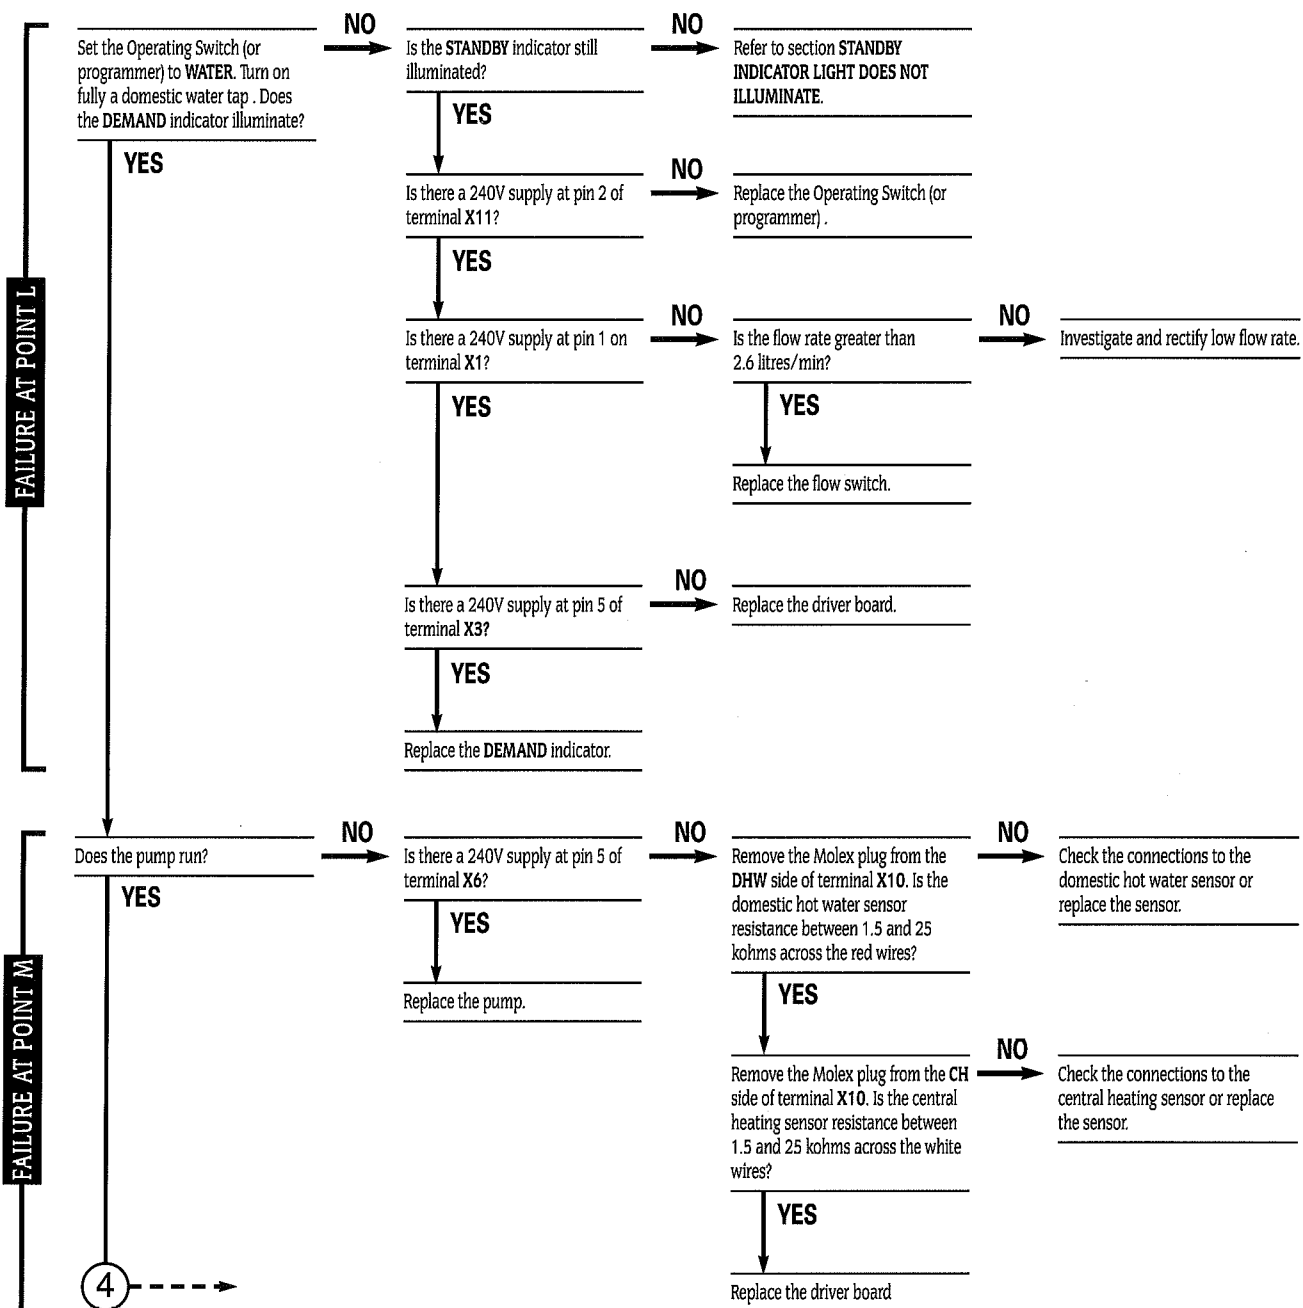 FAILURE AT POINT L
Set the Operating Switch (or
programmer) to WATER. Turn on
fully a domestic water tap . Does
the DEMAND indicator illuminate?
NO
Is the STANDBY indicator still
illuminated?
NO
Refer to section STANDBY
INDICATOR LIGHT DOES NOT
ILLUMINATE.
YES
YES
Is there a 240V supply at pin 2 of
terminal X11?
NO
Replace the Operating Switch (or
programmer) .
YES
Is there a 240V supply at pin 1 on
terminal X1?
NO
Is the flow rate greater than
2.6 litres/min?
NO
Investigate and rectify low flow rate.
YES
YES
Replace the flow switch.
Is there a 240V supply at pin 5 of
terminal X3?
NO
Replace the driver board.
YES
Replace the DEMAND indicator.
FAILURE AT POINT M
Does the pump run?
NO
Is there a 240V supply at pin 5 of
terminal X6?
NO
Remove the Molex plug from the
DHW side of terminal X10. Is the
domestic hot water sensor
resistance between 1.5 and 25
kohms across the red wires?
NO
Check the connections to the
domestic hot water sensor or
replace the sensor.
YES
YES
Replace the pump.
YES
Remove the Molex plug from the CH
side of terminal X10. Is the central
heating sensor resistance between
1.5 and 25 kohms across the white
wires?
NO
Check the connections to the
central heating sensor or replace
the sensor.
YES
Replace the driver board
4